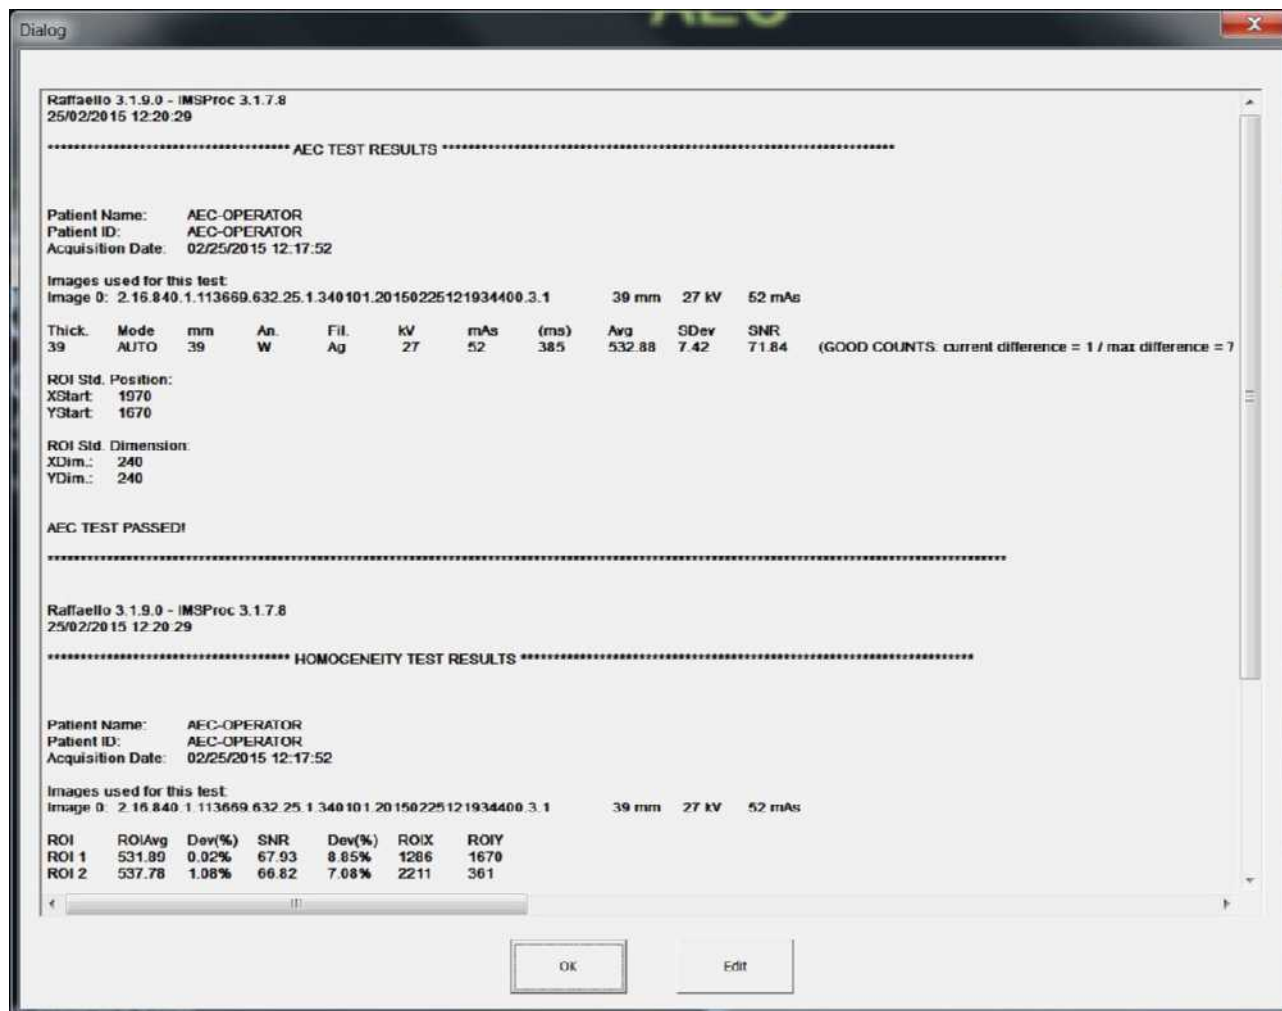 AEC
Dialog
Raffaello 3.1.9.0 - IMSProc 3.1.7.8
25/02/2015 12:20:29
************************************* AEC TEST RESULTS *********************************************************************
Patient Name: AEC-OPERATOR
Patient ID: AEC-OPERATOR
Acquisition Date: 02/25/2015 12:17:52
Images used for this test:
Image 0: 2.16.840.1.113669.632.25.1.340101.20150225121934400.3.1 39 mm 27 kV 52 mAs
Thick. Mode mm An. Fil. kV mAs (ms) Avg SDev SNR
39 AUTO 39 W Ag 27 52 385 532.88 7.42 71.84 (GOOD COUNTS: current difference = 1 / max difference = 7
ROI Std. Position:
XStart: 1970
YStart: 1670
ROI Std. Dimension:
XDim.: 240
YDim.: 240
AEC TEST PASSED!
**************************************************************************************************************************************************
Raffaello 3.1.9.0 - IMSProc 3.1.7.8
25/02/2015 12:20:29
************************************* HOMOGENEITY TEST RESULTS *********************************************************************
Patient Name: AEC-OPERATOR
Patient ID: AEC-OPERATOR
Acquisition Date: 02/25/2015 12:17:52
Images used for this test:
Image 0: 2.16.840.1.113669.632.25.1.340101.20150225121934400.3.1 39 mm 27 kV 52 mAs
ROI ROIAvg Dev(%) SNR Dev(%) ROIX ROIY
ROI 1 531.89 0.02% 67.93 8.85% 1286 1670
ROI 2 537.78 1.08% 66.82 7.08% 2211 361
OK
Edit